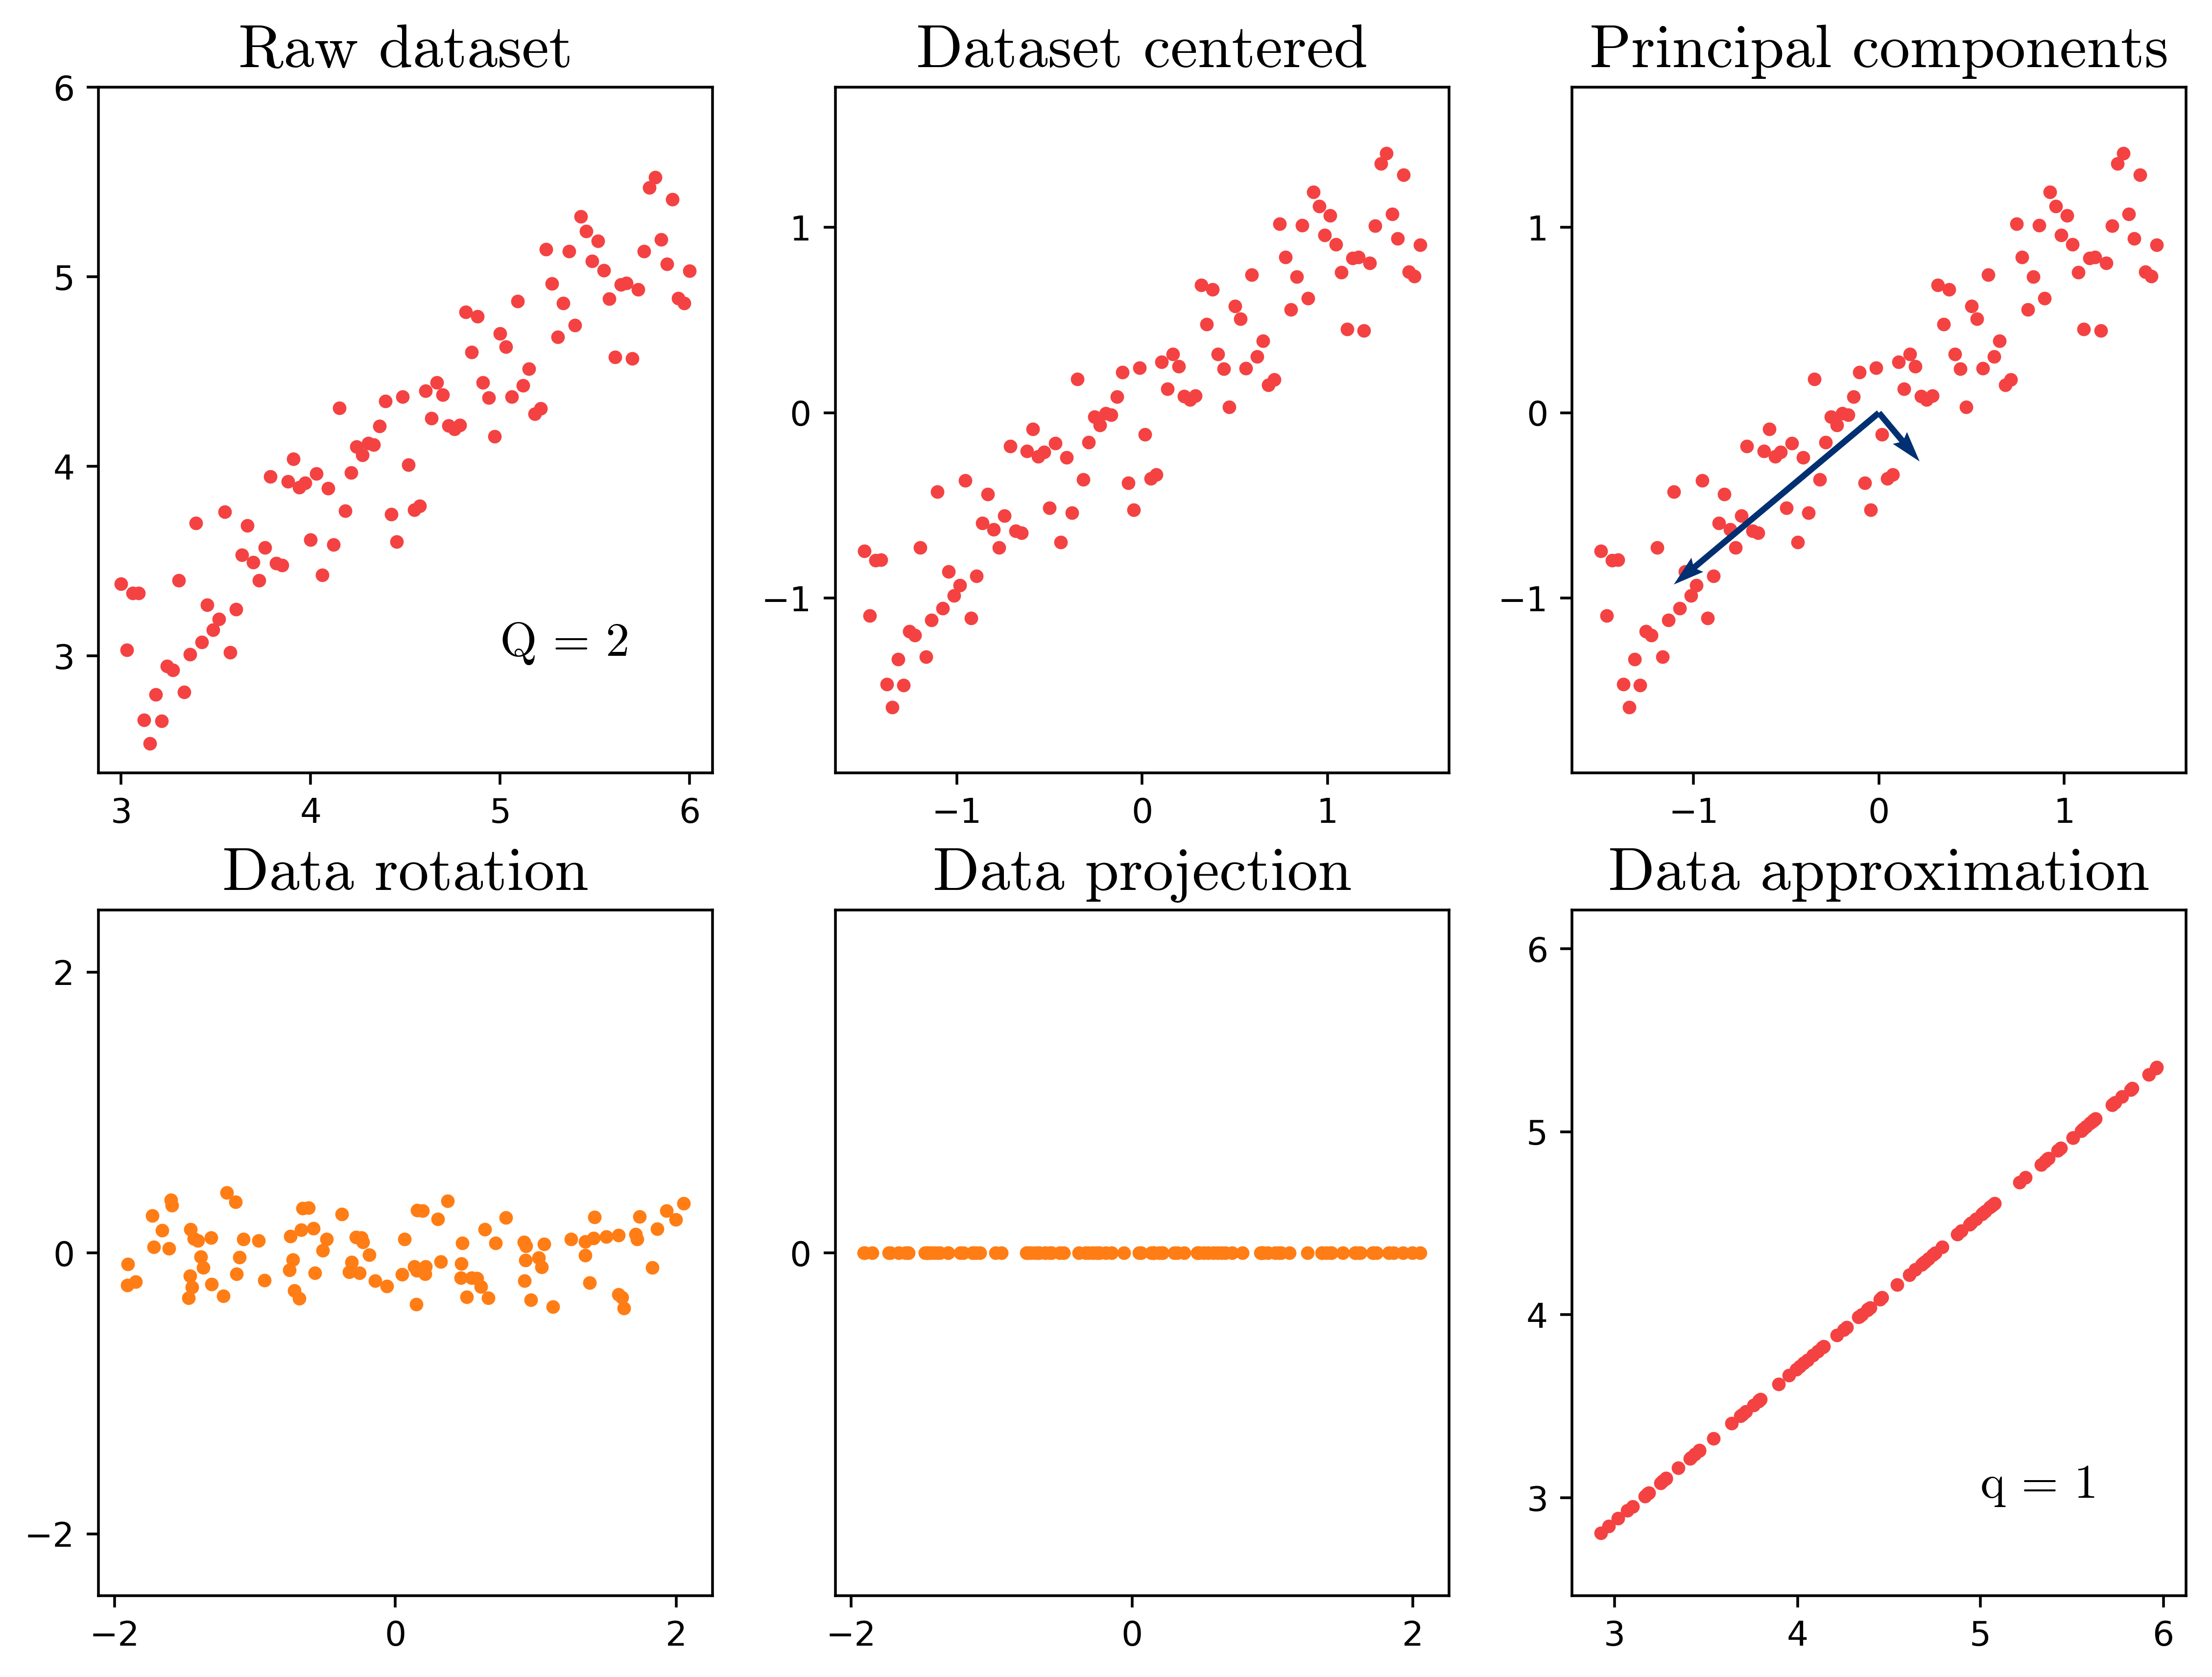 Raw dataset
6
5
4
3
3 4 5 6
Q = 2
Dataset centered
1
0
−1
−1 0 1
Principal components
1
0
−1
−1 0 1
Data rotation
2
0
−2
−2 0 2
Data projection
0
−2 0 2
Data approximation
6
5
4
3
q = 1
3 4 5 6